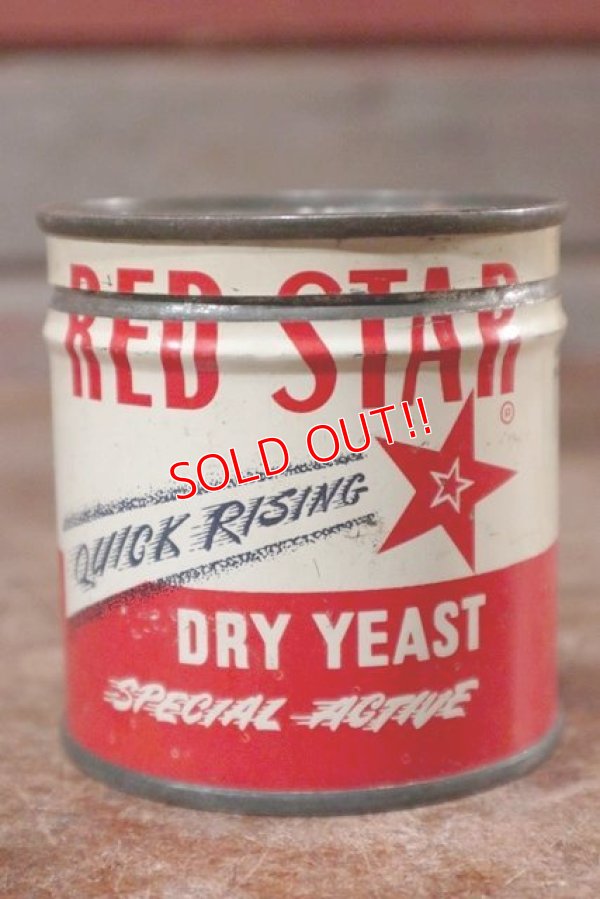 RED STAR
®
SOLD OUT!!
QUICK RISING
DRY YEAST
SPECIAL ACTIVE